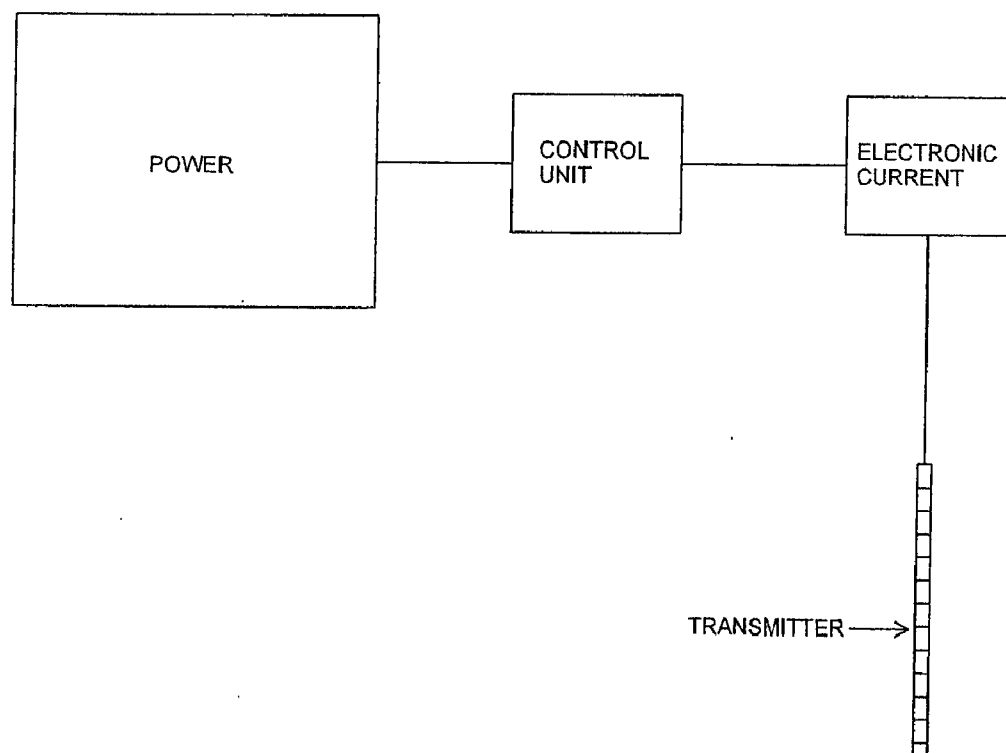 POWER
CONTROL
UNIT
ELECTRONIC
CURRENT
TRANSMITTER